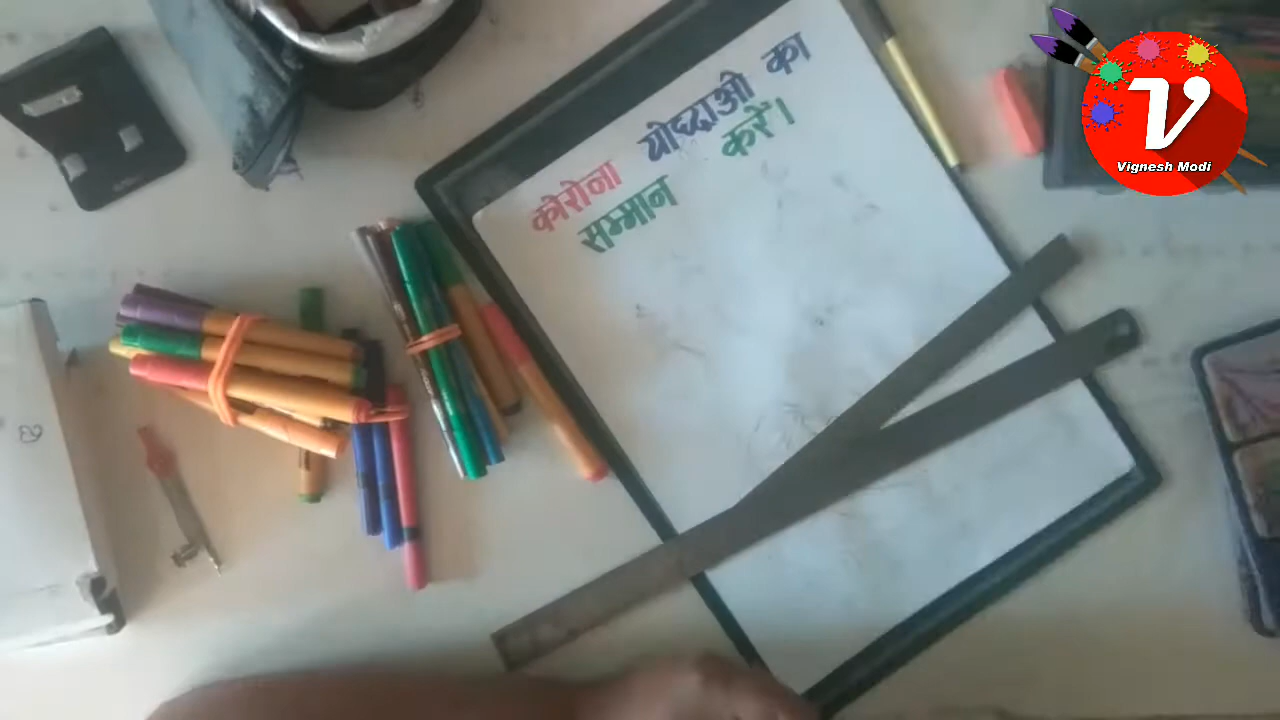 कोरोना योद्धाओ का
सम्मान करें।
V
Vignesh Modi